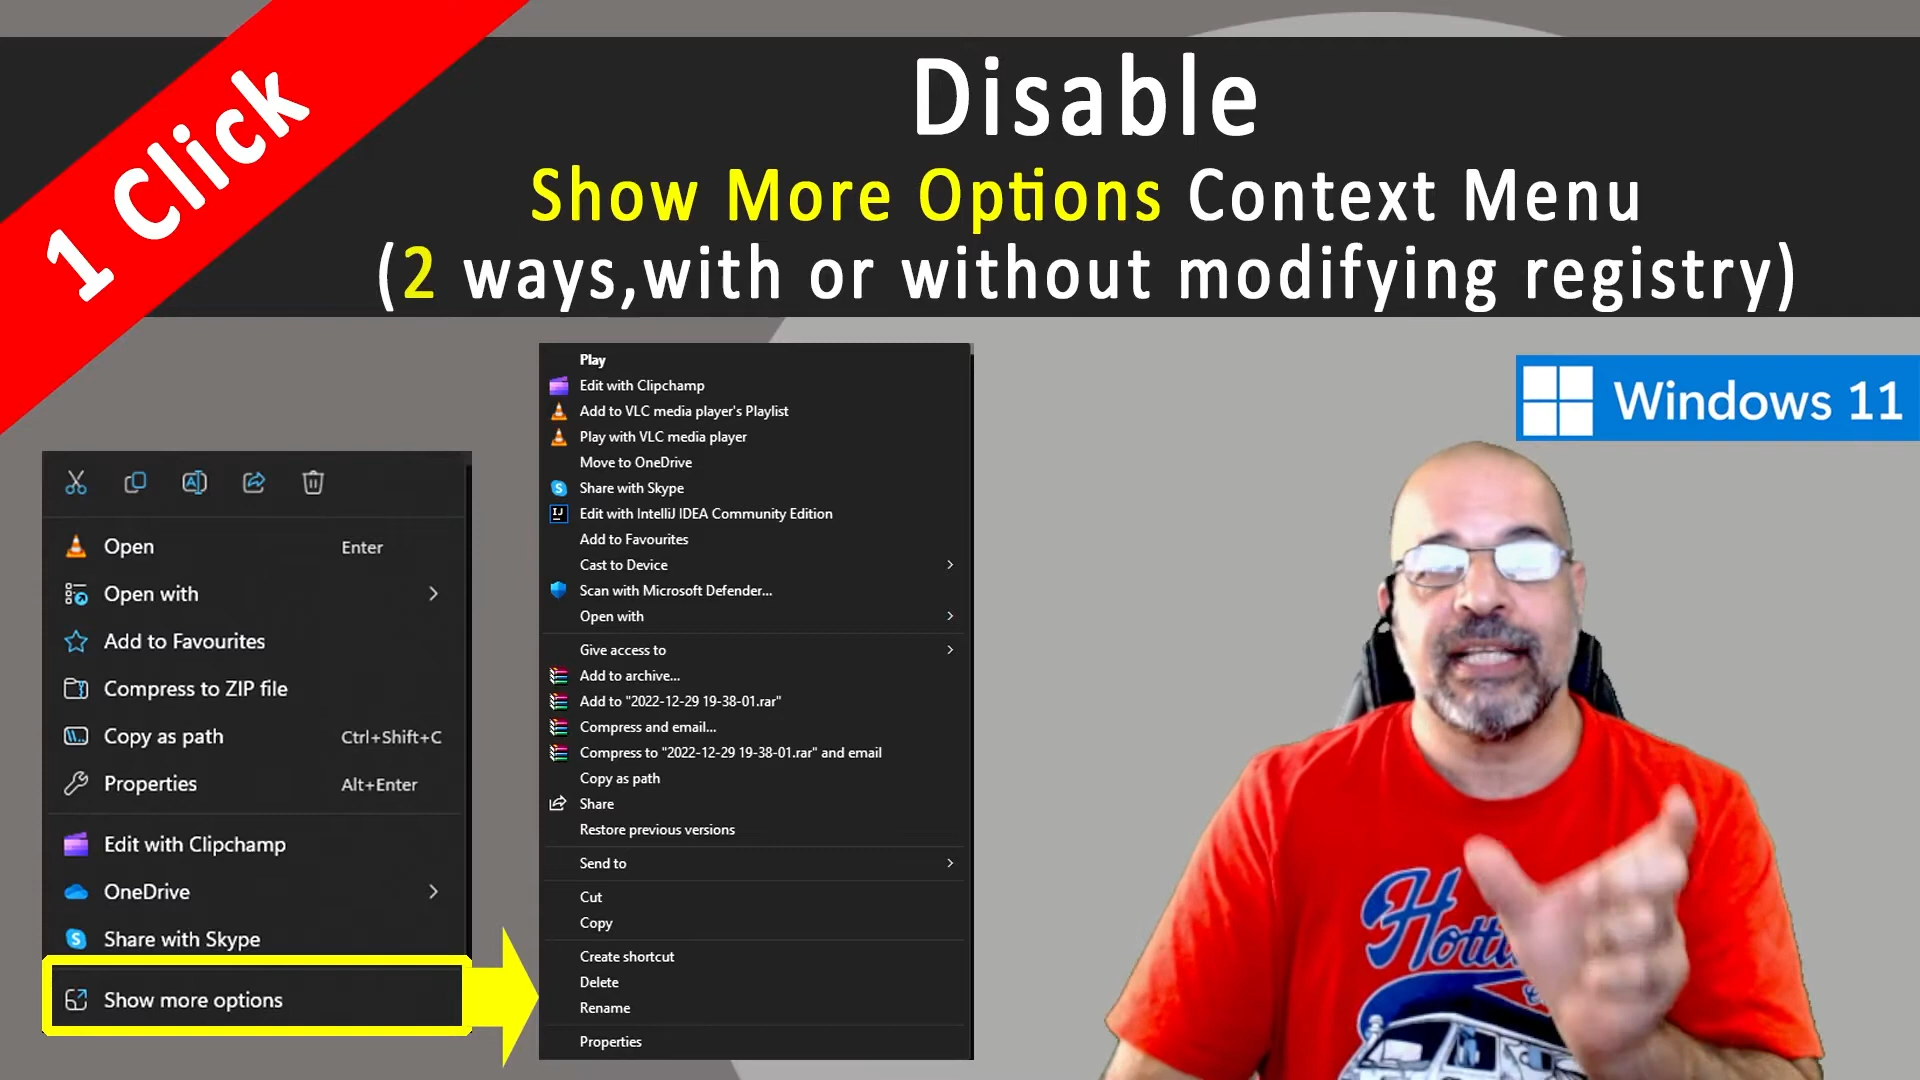 1 Click
Disable
Show More Options Context Menu
(2 ways,with or without modifying registry)
Windows 11
Open Enter
Open with
Add to Favourites
Compress to ZIP file
Copy as path Ctrl+Shift+C
Properties Alt+Enter
Edit with Clipchamp
OneDrive
Share with Skype
Show more options
Play
Edit with Clipchamp
Add to VLC media player's Playlist
Play with VLC media player
Move to OneDrive
Share with Skype
Edit with IntelliJ IDEA Community Edition
Add to Favourites
Cast to Device
Scan with Microsoft Defender...
Open with
Give access to
Add to archive...
Add to "2022-12-29 19-38-01.rar"
Compress and email...
Compress to "2022-12-29 19-38-01.rar" and email
Copy as path
Share
Restore previous versions
Send to
Cut
Copy
Create shortcut
Delete
Rename
Properties